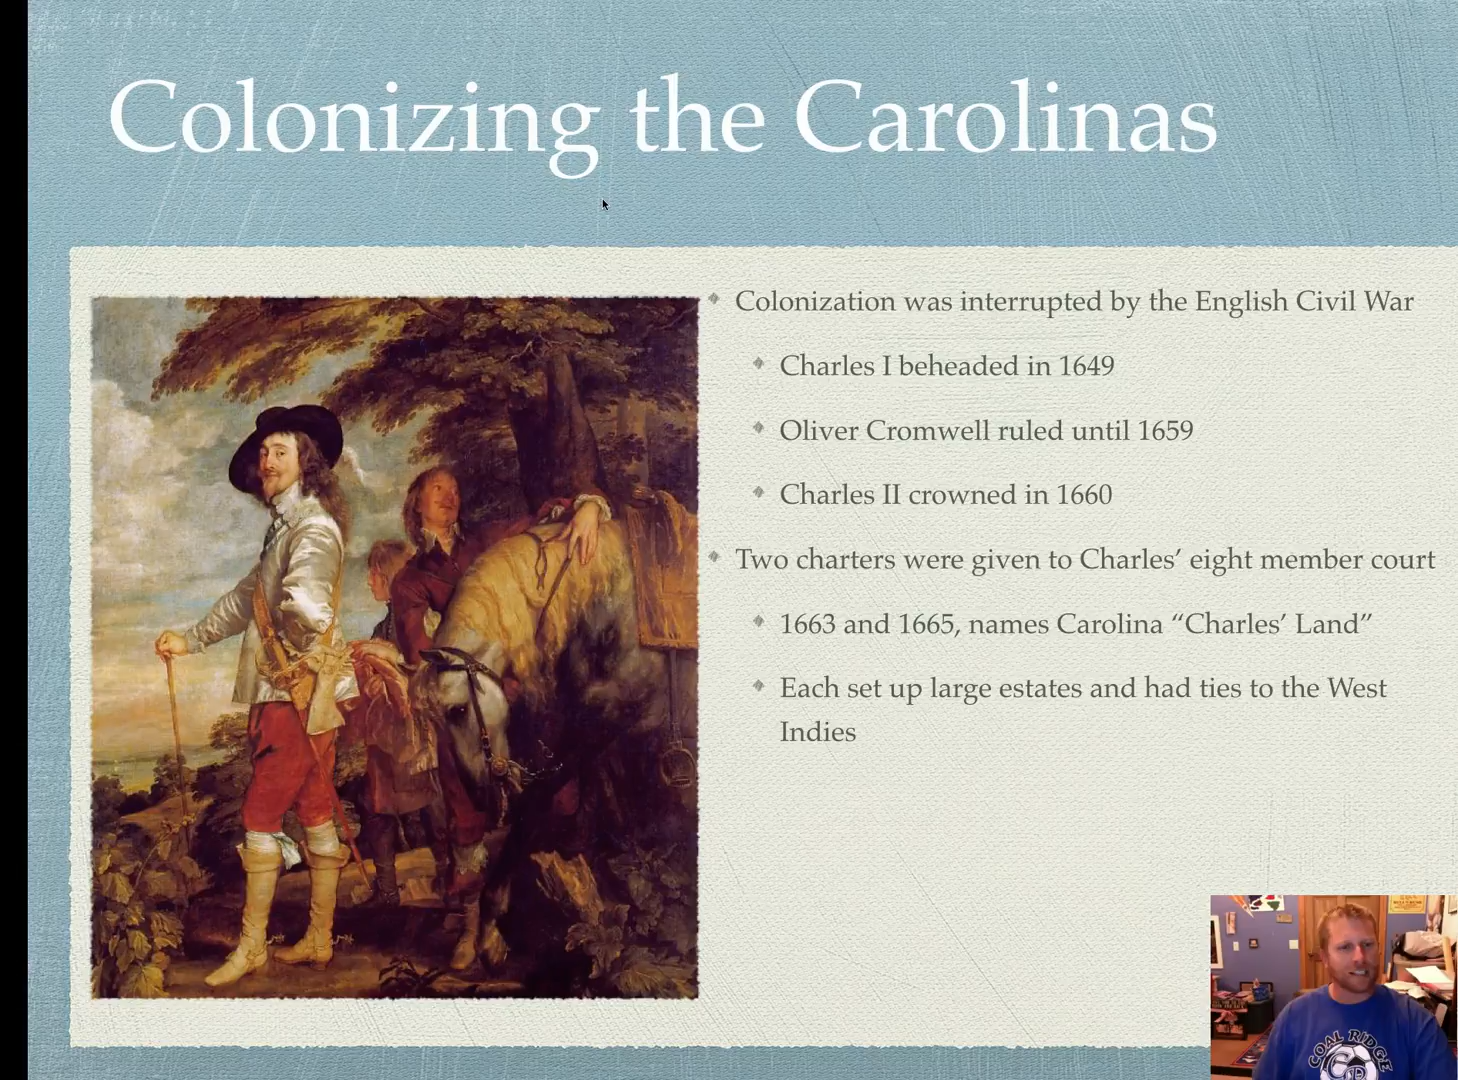 Colonizing the Carolinas
Colonization was interrupted by the English Civil War
Charles I beheaded in 1649
Oliver Cromwell ruled until 1659
Charles II crowned in 1660
Two charters were given to Charles’ eight member court
1663 and 1665, names Carolina “Charles’ Land”
Each set up large estates and had ties to the West
Indies
COAL RIDGE